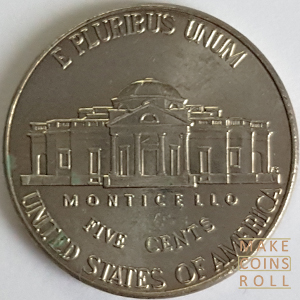 E PLURIBUS UNUM
MONTICELLO
FIVE CENTS
UNITED STATES OF AMERICA
MAKE
COINS
ROLL